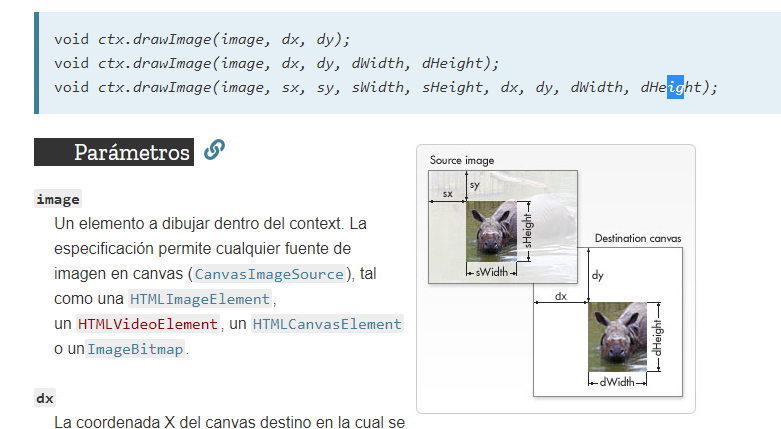 void ctx.drawImage(image, dx, dy);
void ctx.drawImage(image, dx, dy, dWidth, dHeight);
void ctx.drawImage(image, sx, sy, sWidth, sHeight, dx, dy, dWidth, dHeight);
Parámetros
image
Un elemento a dibujar dentro del context. La
especificación permite cualquier fuente de
imagen en canvas (CanvasImageSource), tal
como una HTMLImageElement,
un HTMLVideoElement, un HTMLCanvasElement
o unImageBitmap.
dx
La coordenada X del canvas destino en la cual se
Source image
sy
sx
sHeight
sWidth
Destination canvas
dy
dx
dHeight
dWidth